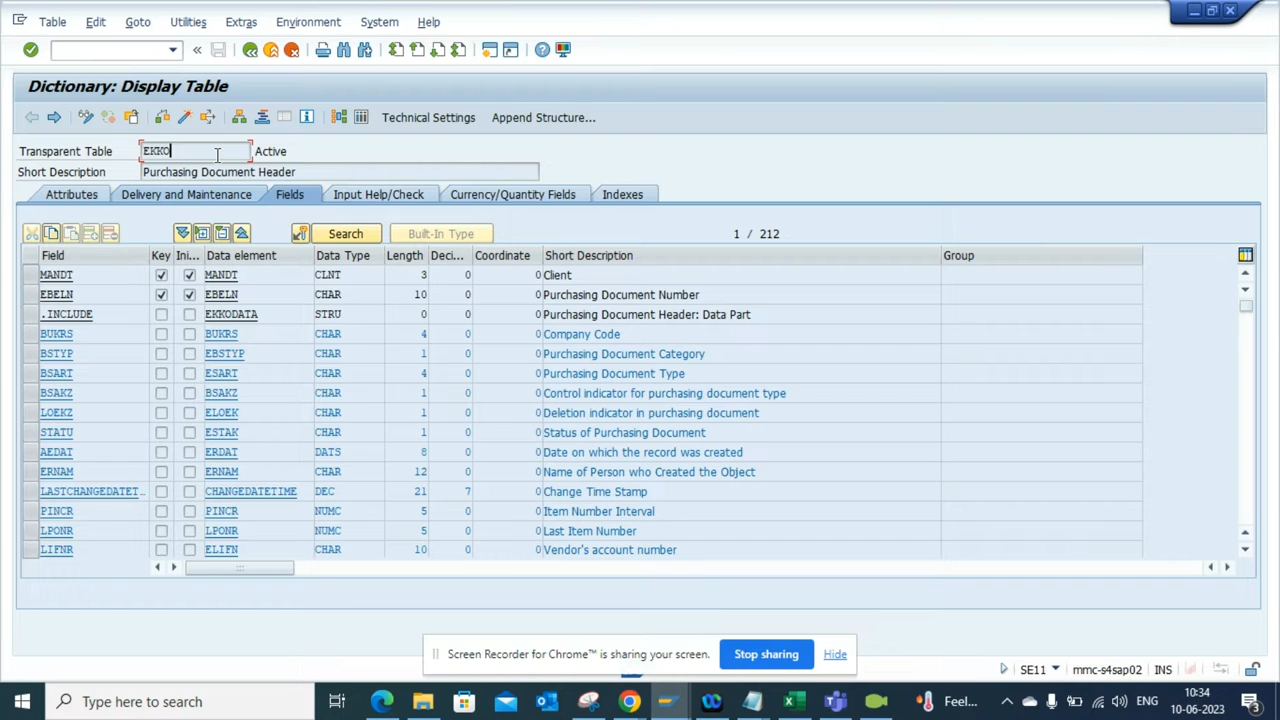 Table Edit Goto Utilities Extras Environment System Help
Dictionary: Display Table
Technical Settings Append Structure...
Transparent Table EKKO Active
Short Description Purchasing Document Header
Attributes Delivery and Maintenance Fields Input Help/Check Currency/Quantity Fields Indexes
Search Built-In Type 1 / 212
Field Key Ini... Data element Data Type Length Deci... Coordinate Short Description Group
MANDT MANDT CLNT 3 0 0 Client
EBELN EBELN CHAR 10 0 0 Purchasing Document Number
.INCLUDE EKKODATA STRU 0 0 0 Purchasing Document Header: Data Part
BUKRS BUKRS CHAR 4 0 0 Company Code
BSTYP EBSTYP CHAR 1 0 0 Purchasing Document Category
BSART ESART CHAR 4 0 0 Purchasing Document Type
BSAKZ BSAKZ CHAR 1 0 0 Control indicator for purchasing document type
LOEKZ ELOEK CHAR 1 0 0 Deletion indicator in purchasing document
STATU ESTAK CHAR 1 0 0 Status of Purchasing Document
AEDAT ERDAT DATS 8 0 0 Date on which the record was created
ERNAM ERNAM CHAR 12 0 0 Name of Person who Created the Object
LASTCHANGEDATET... CHANGEDATETIME DEC 21 7 0 Change Time Stamp
PINCR PINCR NUMC 5 0 0 Item Number Interval
LPONR LPONR NUMC 5 0 0 Last Item Number
LIFNR ELIFN CHAR 10 0 0 Vendor's account number
Screen Recorder for Chrome™ is sharing your screen. Stop sharing Hide
SE11 mmc-s4sap02 INS
Type here to search Feel... ENG 10:34
10-06-2023 3